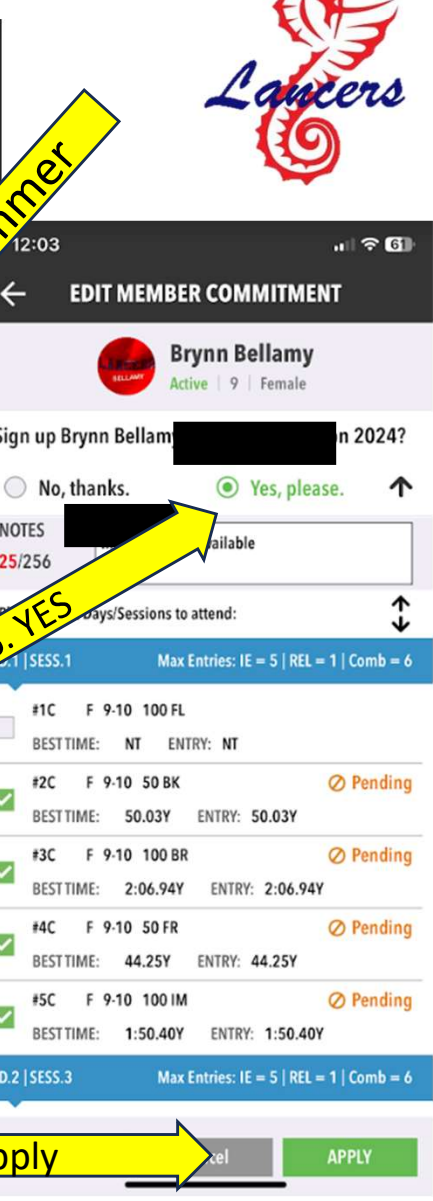 Lancers
12:03
61
EDIT MEMBER COMMITMENT
BELLAMY
Brynn Bellamy
Active | 9 | Female
Sign up Brynn Bellamy n 2024?
No, thanks. Yes, please.
NOTES
25/256
YES
Days/Sessions to attend:
D.1 | SESS.1 Max Entries: IE = 5 | REL = 1 | Comb = 6
#1C F 9-10 100 FL
BEST TIME: NT ENTRY: NT
#2C F 9-10 50 BK Pending
BEST TIME: 50.03Y ENTRY: 50.03Y
#3C F 9-10 100 BR Pending
BEST TIME: 2:06.94Y ENTRY: 2:06.94Y
#4C F 9-10 50 FR Pending
BEST TIME: 44.25Y ENTRY: 44.25Y
#5C F 9-10 100 IM Pending
BEST TIME: 1:50.40Y ENTRY: 1:50.40Y
D.2 | SESS.3 Max Entries: IE = 5 | REL = 1 | Comb = 6
pply
APPLY